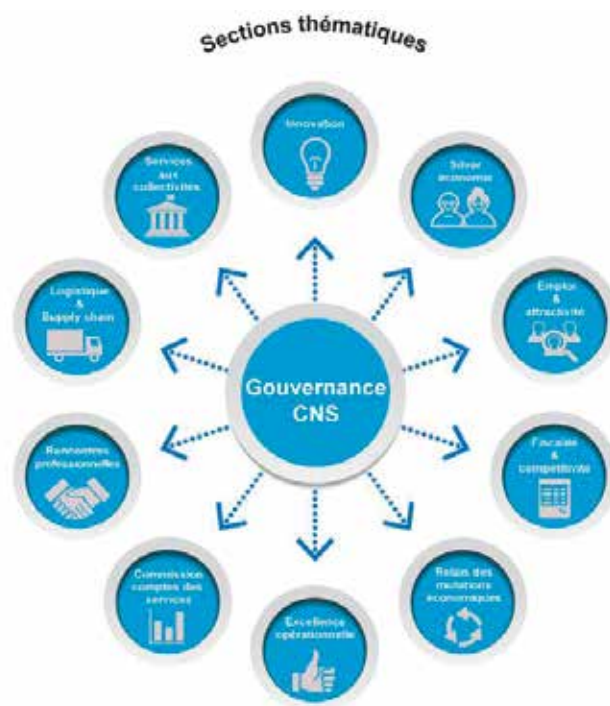 Sections thématiques
Innovation
Silver
économie
Emploi
&
attractivité
Fiscalité
&
compétitivité
Relais des
mutations
économiques
Excellence
opérationnelle
Commission
comptes des
services
Rencontres
professionnelles
Logistique
&
Supply chain
Services
aux
collectivités
Gouvernance
CNS